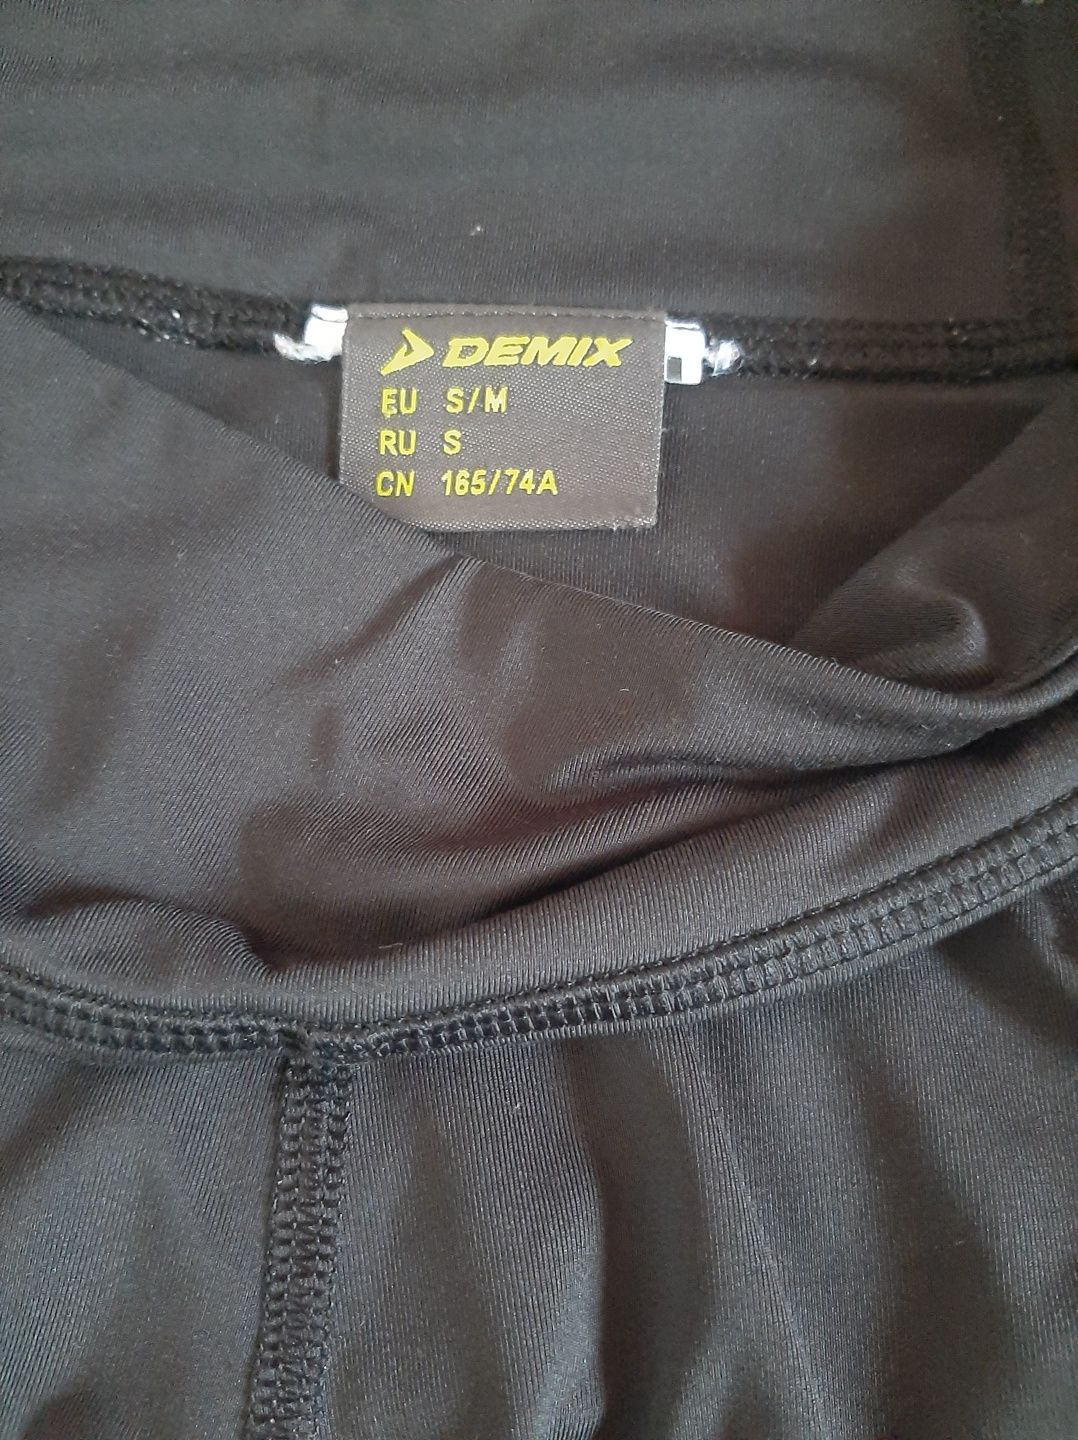 DEMIX
EU S/M
RU S
CN 165/74A